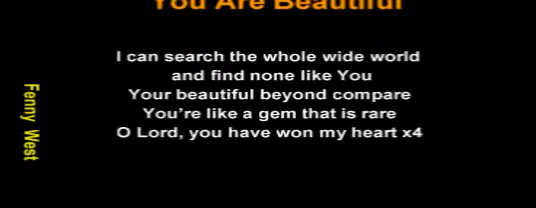 You Are Beautiful
I can search the whole wide world
and find none like You
Your beautiful beyond compare
You're like a gem that is rare
O Lord, you have won my heart x4
Fenny West